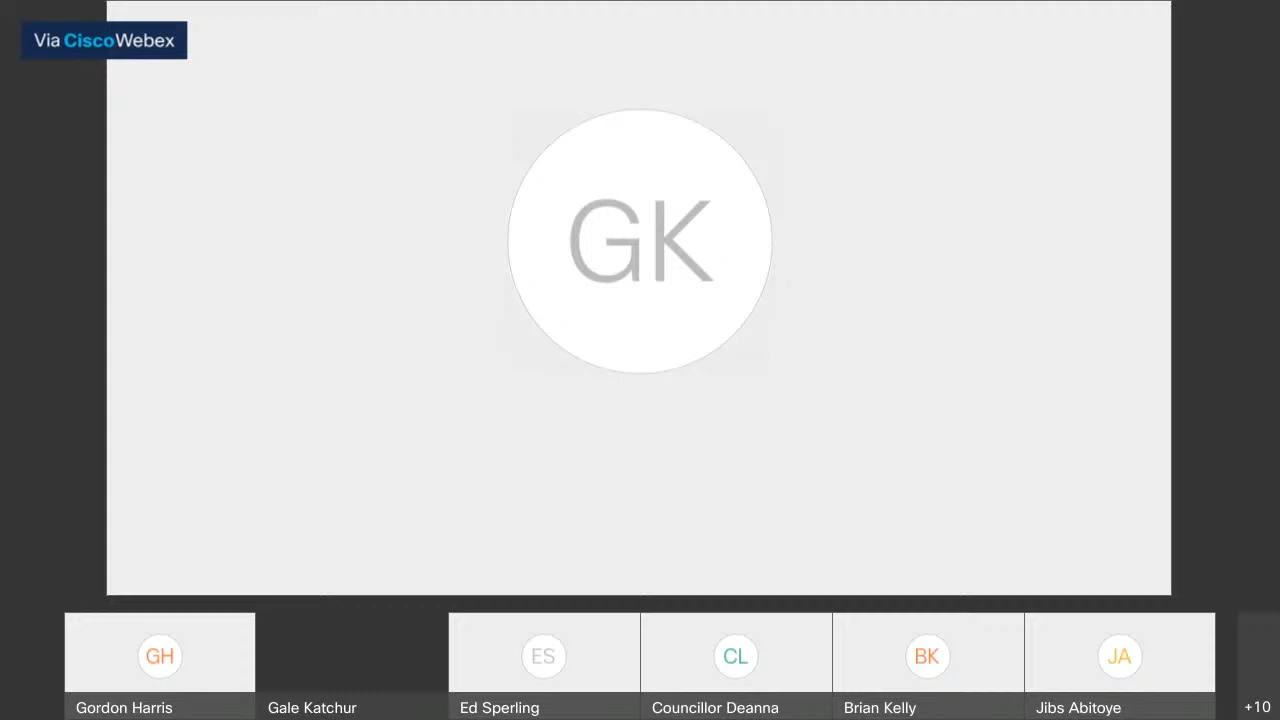 Via CiscoWebex
GK
GH
ES
CL
BK
JA
Gordon Harris
Gale Katchur
Ed Sperling
Councillor Deanna
Brian Kelly
Jibs Abitoye
+10